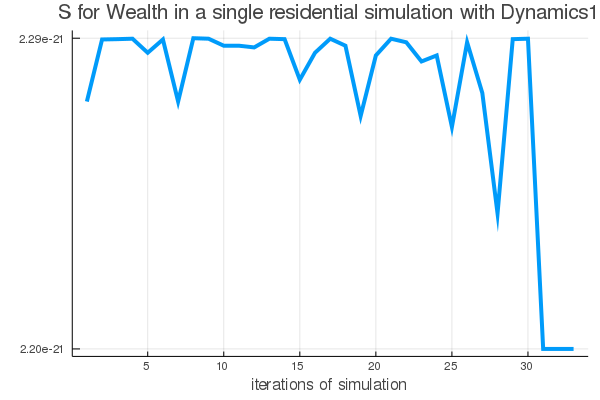 S for Wealth in a single residential simulation with Dynamics1
2.29e-21
2.20e-21
5 10 15 20 25 30
iterations of simulation